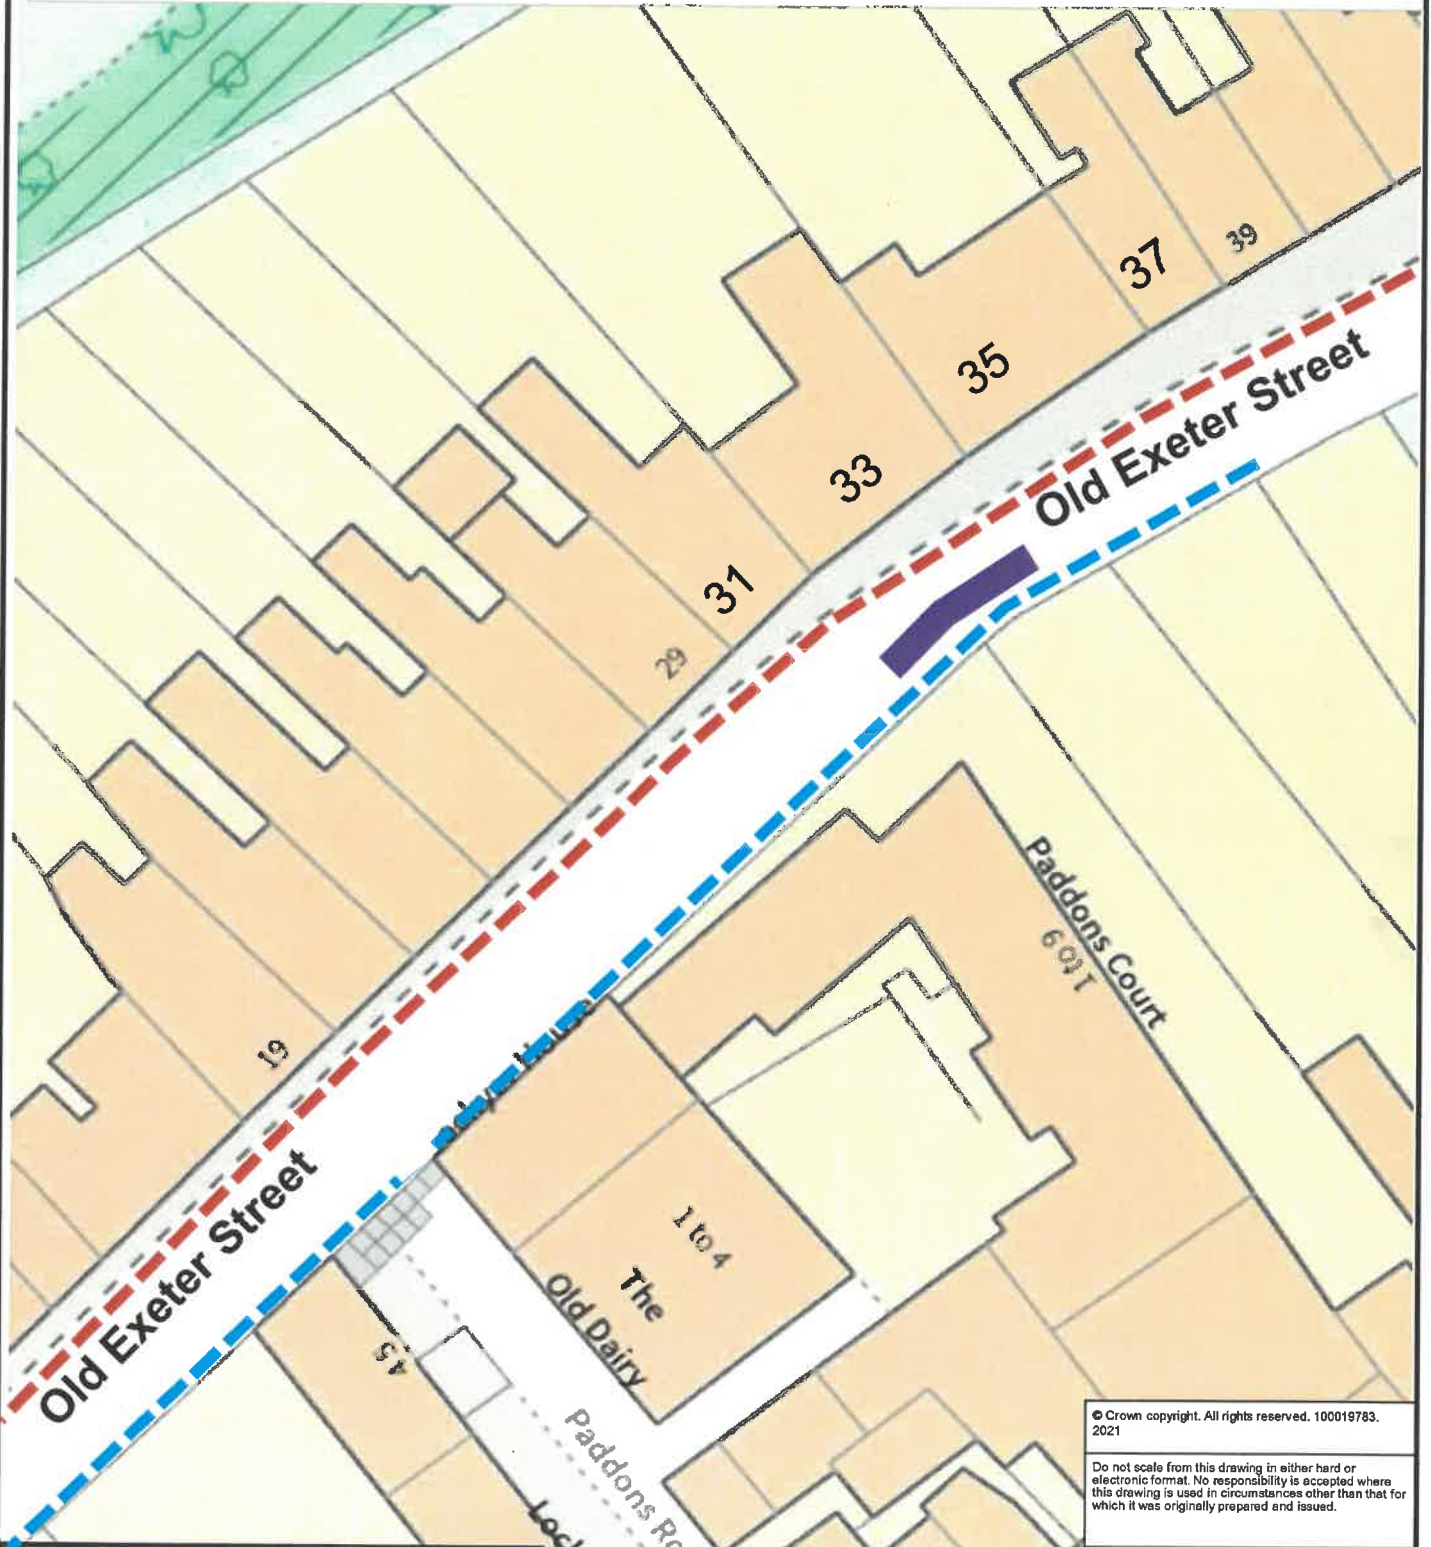 39
37
35
Old Exeter Street
33
31
29
Paddons Court
1 to 9
19
Old Exeter Street
1 to 4
The
Old Dairy
45
Paddons
© Crown copyright. All rights reserved. 100019783.
2021
Do not scale from this drawing in either hard or
electronic format. No responsibility is accepted where
this drawing is used in circumstances other than that for
which it was originally prepared and issued.